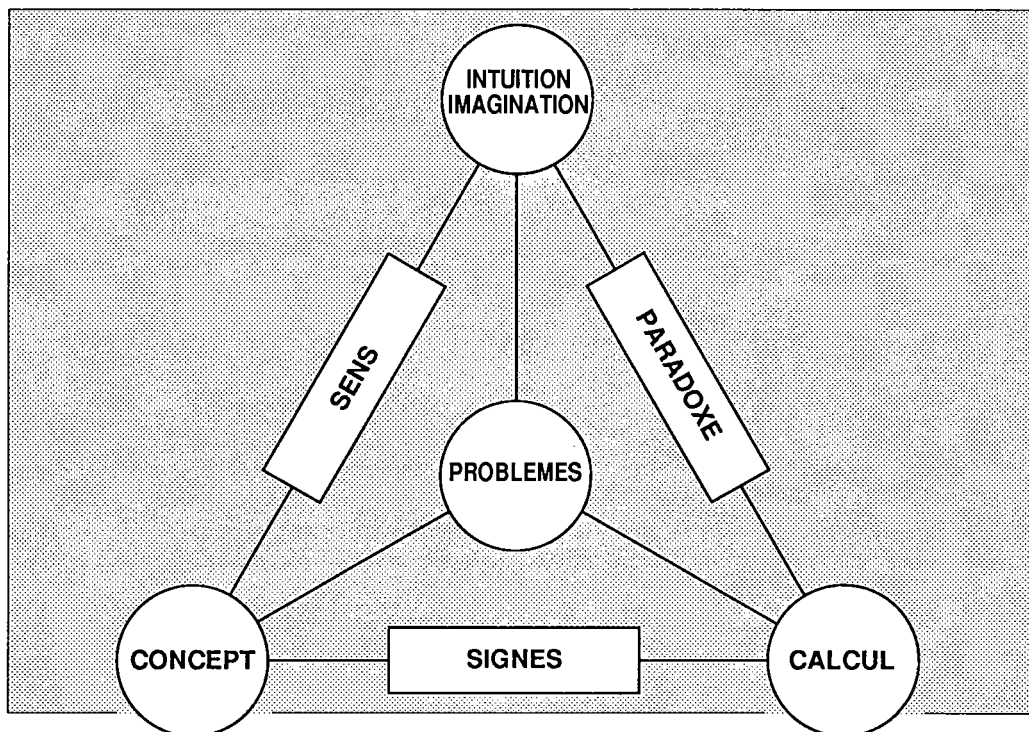 INTUITION
IMAGINATION
SENS
PARADOXE
PROBLEMES
CONCEPT
SIGNES
CALCUL